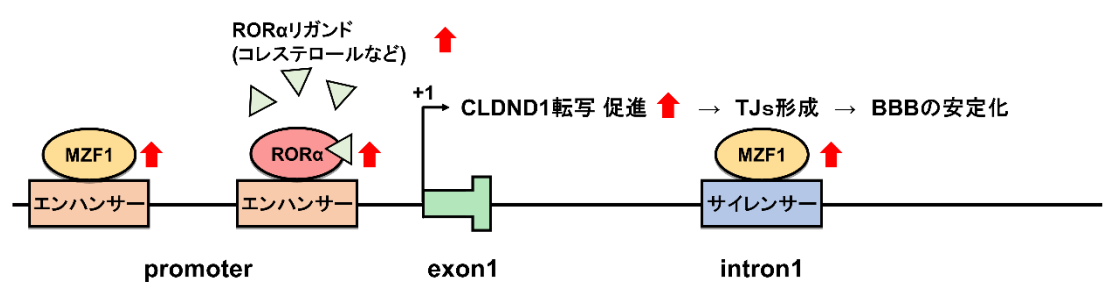 RORαリガンド
(コレステロールなど)
+1
CLDND1転写 促進 → TJs形成 → BBBの安定化
MZF1
RORα
MZF1
エンハンサー
エンハンサー
サイレンサー
promoter
exon1
intron1